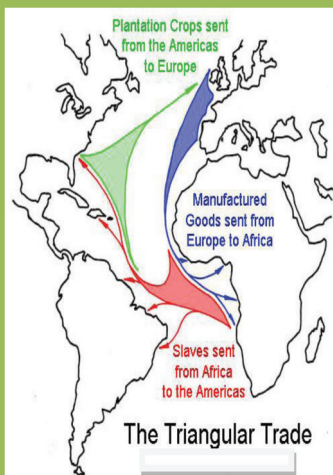 Plantation Crops sent
from the Americas
to Europe
Manufactured
Goods sent from
Europe to Africa
Slaves sent
from Africa
to the Americas
The Triangular Trade